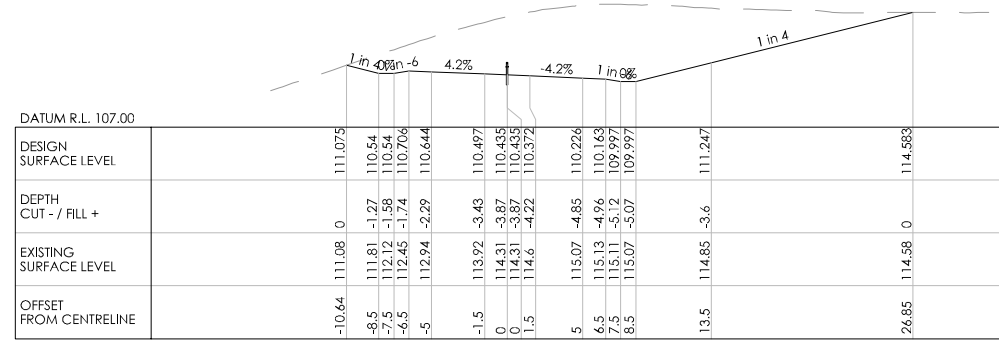 1 in 4
0%
1 in -6
4.2%
-4.2%
1 in
0%
1 in 4
DATUM R.L. 107.00
DESIGN
SURFACE LEVEL
111.075 110.54 110.54 110.706 110.644 110.497 110.435 110.435 110.372 110.226 110.163 109.997 109.997 111.247 114.583
DEPTH
CUT - / FILL +
0 -1.27 -1.58 -1.74 -2.29 -3.43 -3.87 -3.87 -4.22 -4.85 -4.96 -5.12 -5.07 -3.6 0
EXISTING
SURFACE LEVEL
111.08 111.81 112.12 112.45 112.94 113.92 114.31 114.31 114.6 115.07 115.13 115.11 115.07 114.85 114.58
OFFSET
FROM CENTRELINE
-10.64 -8.5 -7.5 -6.5 -5 -1.5 0 0 1.5 5 6.5 7.5 8.5 13.5 26.85